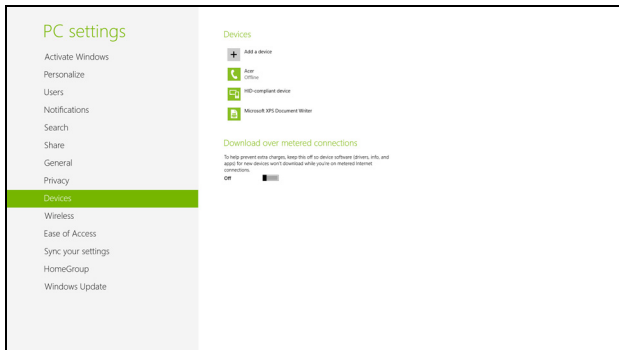 PC settings
Activate Windows
Personalize
Users
Notifications
Search
Share
General
Privacy
Devices
Wireless
Ease of Access
Sync your settings
HomeGroup
Windows Update
Devices
Add a device
Acer
Offline
HID-compliant device
Microsoft XPS Document Writer
Download over metered connections
To help prevent extra charges, keep this off so device software (drivers, info, and
apps) for new devices won't download while you're on metered Internet
connections.
Off